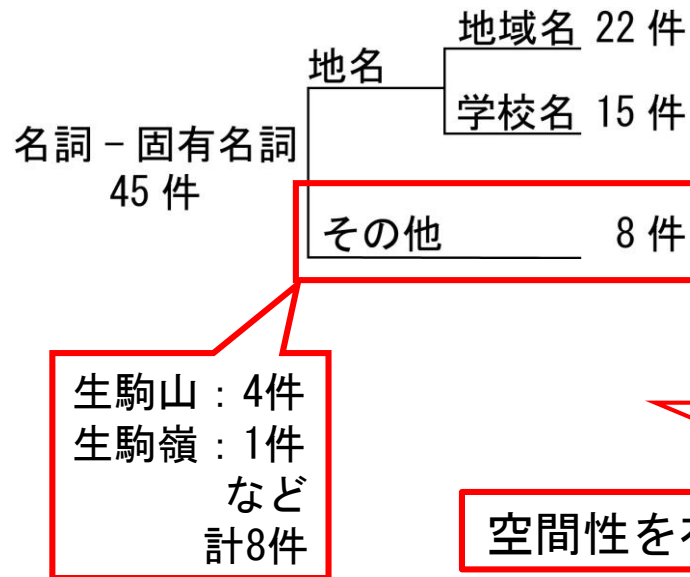 地域名 22 件
地名
学校名 15 件
名詞－固有名詞
45 件
その他 8 件
生駒山：4件
生駒嶺：1件
など
計8件
空間性を